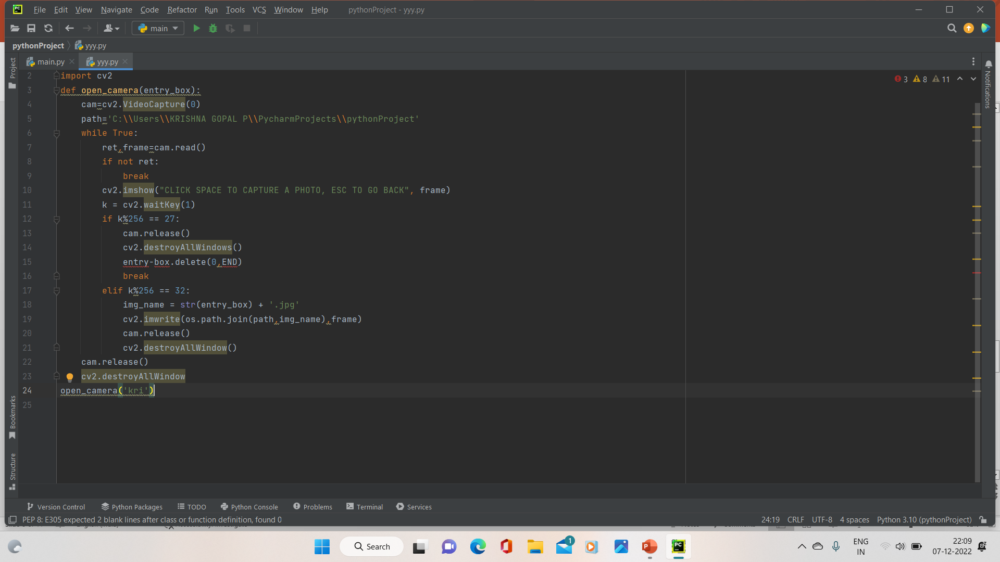 File Edit View Navigate Code Refactor Run Tools VCS Window Help pythonProject - yyy.py
main
pythonProject yyy.py
main.py yyy.py
Project
Notifications
3 8 11
2 import cv2
3 def open_camera(entry_box):
4 cam=cv2.VideoCapture(0)
5 path='C:\\Users\\KRISHNA GOPAL P\\PycharmProjects\\pythonProject'
6 while True:
7 ret,frame=cam.read()
8 if not ret:
9 break
10 cv2.imshow("CLICK SPACE TO CAPTURE A PHOTO, ESC TO GO BACK", frame)
11 k = cv2.waitKey(1)
12 if k%256 == 27:
13 cam.release()
14 cv2.destroyAllWindows()
15 entry-box.delete(0,END)
16 break
17 elif k%256 == 32:
18 img_name = str(entry_box) + '.jpg'
19 cv2.imwrite(os.path.join(path,img_name),frame)
20 cam.release()
21 cv2.destroyAllWindow()
22 cam.release()
23 cv2.destroyAllWindow
24 open_camera('kri')
25
Bookmarks
Structure
Version Control Python Packages TODO Python Console Problems Terminal Services
PEP 8: E305 expected 2 blank lines after class or function definition, found 0 24:19 CRLF UTF-8 4 spaces Python 3.10 (pythonProject)
Search
1
ENG
IN
22:09
07-12-2022